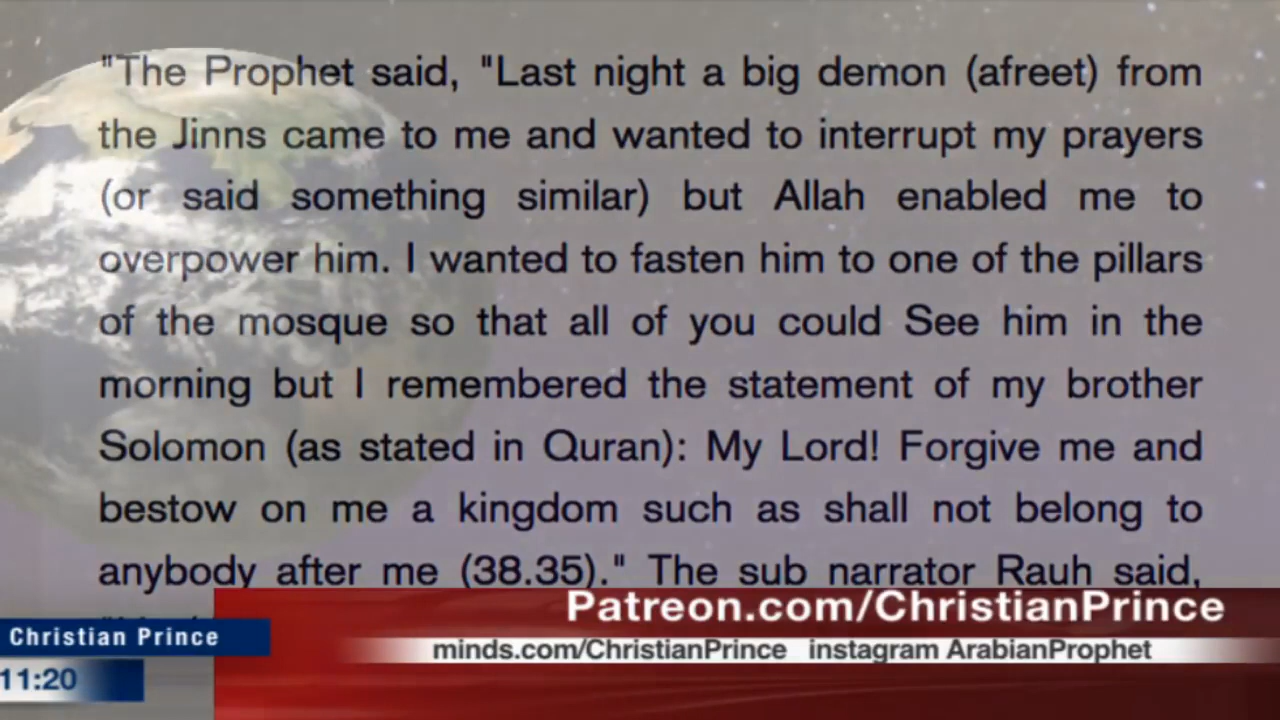 "The Prophet said, "Last night a big demon (afreet) from
the Jinns came to me and wanted to interrupt my prayers
(or said something similar) but Allah enabled me to
overpower him. I wanted to fasten him to one of the pillars
of the mosque so that all of you could See him in the
morning but I remembered the statement of my brother
Solomon (as stated in Quran): My Lord! Forgive me and
bestow on me a kingdom such as shall not belong to
anybody after me (38.35)." The sub narrator Rauh said,
Patreon.com/ChristianPrince
Christian Prince
minds.com/ChristianPrince instagram ArabianProphet
11:20